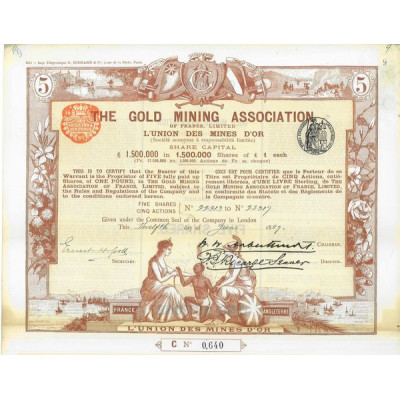 5
5
THE GOLD MINING ASSOCIATION
OF FRANCE, LIMITED
L'UNION DES MINES D'OR
(Société anonyme à responsabilité limitée)
SHARE CAPITAL
£ 1.500.000 in 1.500.000 Shares of £ 1 each
THIS IS TO CERTIFY that the Bearer of this
Warrant is the Proprietor of FIVE fully paid up
Shares, of ONE POUND, in THE GOLD MINING
ASSOCIATION OF FRANCE, LIMITED, subject to
the Rules and Regulations of the Company and to
the conditions endorsed hereon.
CECI EST POUR CERTIFIER que le Porteur de ce
Titre est Propriétaire de CINQ Actions, entièrement
libérées, d'UNE LIVRE Sterling, de THE
GOLD MINING ASSOCIATION OF FRANCE, LIMITED,
en conformité des Statuts et des Règlements de
la Compagnie
FIVE SHARES
CINQ ACTIONS
Given under the Common Seal of the Company in London
SECRETARY.
CHAIRMAN.
DIRECTOR.
FRANCE
ANGLETERRE
L'UNION DES MINES D'OR
C Nº 0,640